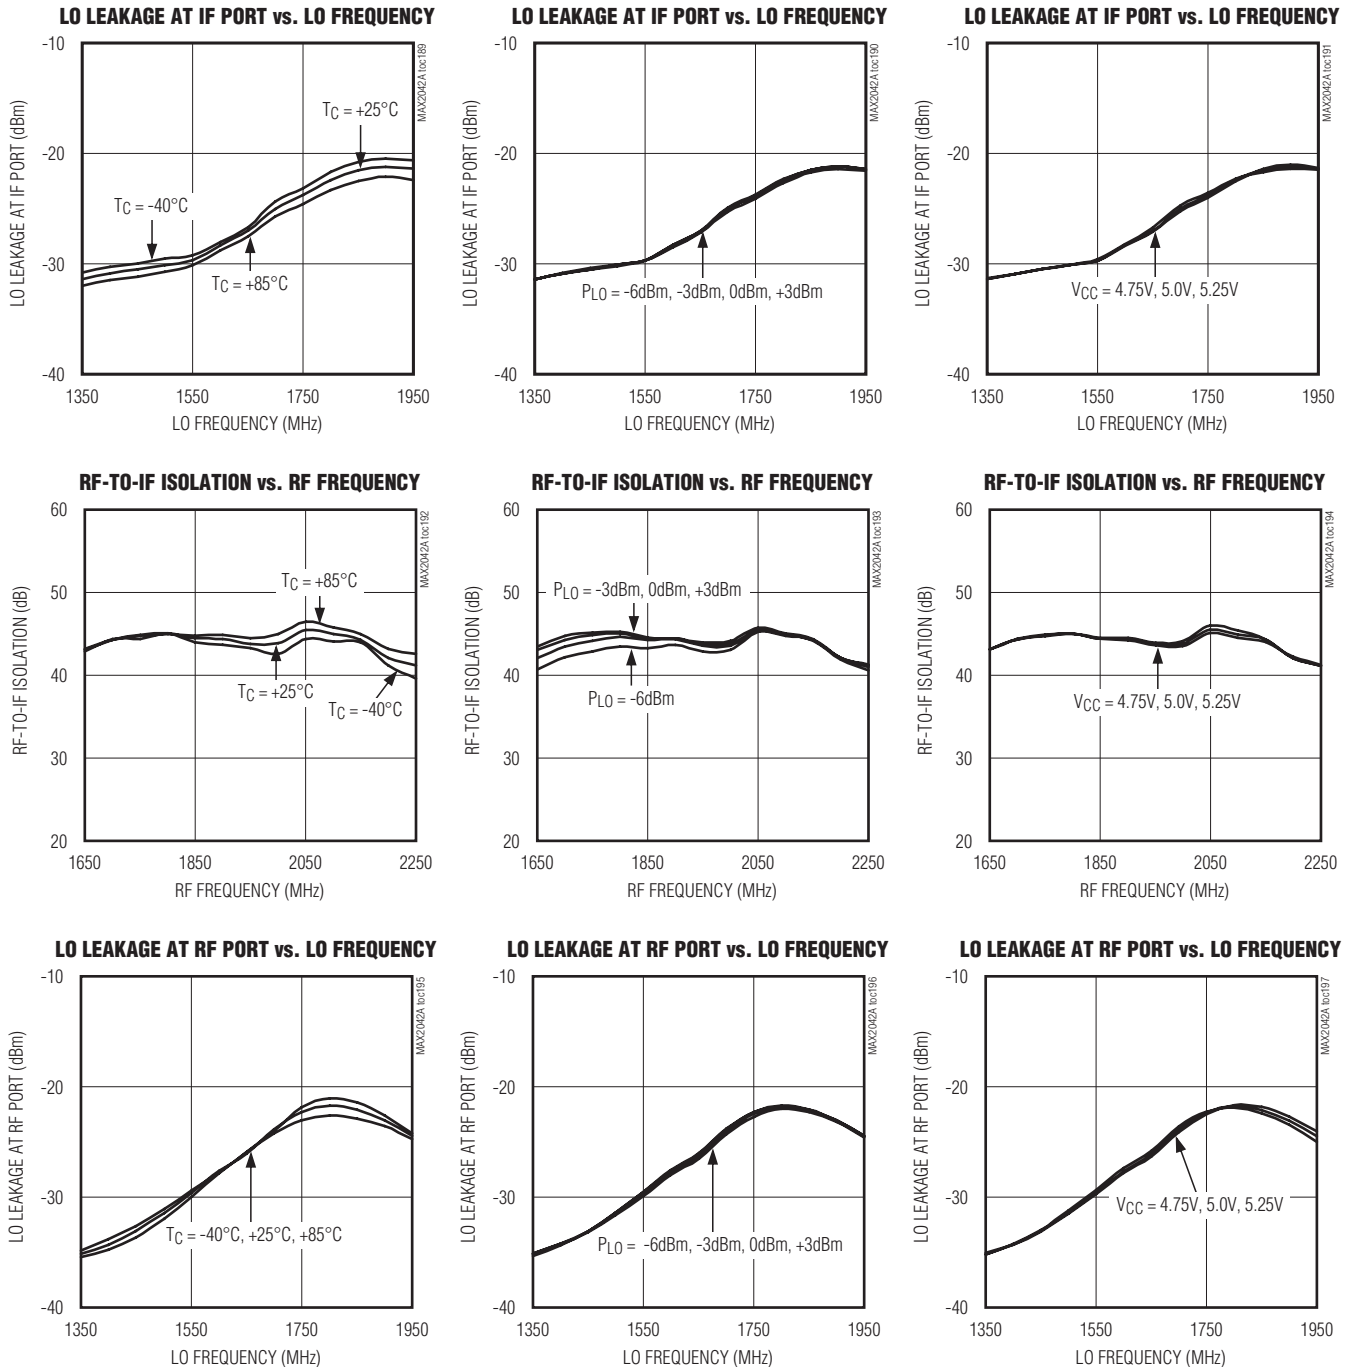 LO LEAKAGE AT IF PORT vs. LO FREQUENCY
-10
-20
-30
-40
LO LEAKAGE AT IF PORT (dBm)
MAX2042A toc189
TC = +25°C
TC = -40°C
TC = +85°C
1350 1550 1750 1950
LO FREQUENCY (MHz)
LO LEAKAGE AT IF PORT vs. LO FREQUENCY
-10
-20
-30
-40
LO LEAKAGE AT IF PORT (dBm)
MAX2042A toc190
PLO = -6dBm, -3dBm, 0dBm, +3dBm
1350 1550 1750 1950
LO FREQUENCY (MHz)
LO LEAKAGE AT IF PORT vs. LO FREQUENCY
-10
-20
-30
-40
LO LEAKAGE AT IF PORT (dBm)
MAX2042A toc191
VCC = 4.75V, 5.0V, 5.25V
1350 1550 1750 1950
LO FREQUENCY (MHz)
RF-TO-IF ISOLATION vs. RF FREQUENCY
60
50
40
30
20
RF-TO-IF ISOLATION (dB)
MAX2042A toc192
TC = +85°C
TC = +25°C
TC = -40°C
1650 1850 2050 2250
RF FREQUENCY (MHz)
RF-TO-IF ISOLATION vs. RF FREQUENCY
60
50
40
30
20
RF-TO-IF ISOLATION (dB)
MAX2042A toc193
PLO = -3dBm, 0dBm, +3dBm
PLO = -6dBm
1650 1850 2050 2250
RF FREQUENCY (MHz)
RF-TO-IF ISOLATION vs. RF FREQUENCY
60
50
40
30
20
RF-TO-IF ISOLATION (dB)
MAX2042A toc194
VCC = 4.75V, 5.0V, 5.25V
1650 1850 2050 2250
RF FREQUENCY (MHz)
LO LEAKAGE AT RF PORT vs. LO FREQUENCY
-10
-20
-30
-40
LO LEAKAGE AT RF PORT (dBm)
MAX2042A toc195
TC = -40°C, +25°C, +85°C
1350 1550 1750 1950
LO FREQUENCY (MHz)
LO LEAKAGE AT RF PORT vs. LO FREQUENCY
-10
-20
-30
-40
LO LEAKAGE AT RF PORT (dBm)
MAX2042A toc196
PLO = -6dBm, -3dBm, 0dBm, +3dBm
1350 1550 1750 1950
LO FREQUENCY (MHz)
LO LEAKAGE AT RF PORT vs. LO FREQUENCY
-10
-20
-30
-40
LO LEAKAGE AT RF PORT (dBm)
MAX2042A toc197
VCC = 4.75V, 5.0V, 5.25V
1350 1550 1750 1950
LO FREQUENCY (MHz)